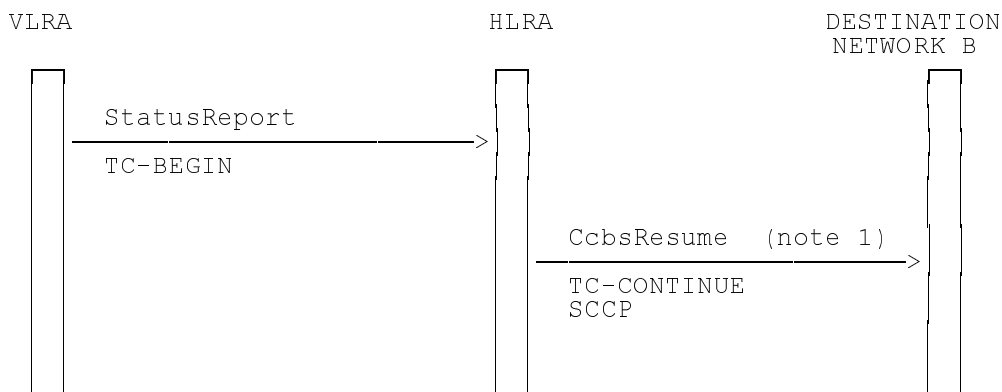 VLRA HLRA DESTINATION
NETWORK B
StatusReport
TC-BEGIN
CcbsResume (note 1)
TC-CONTINUE
SCCP